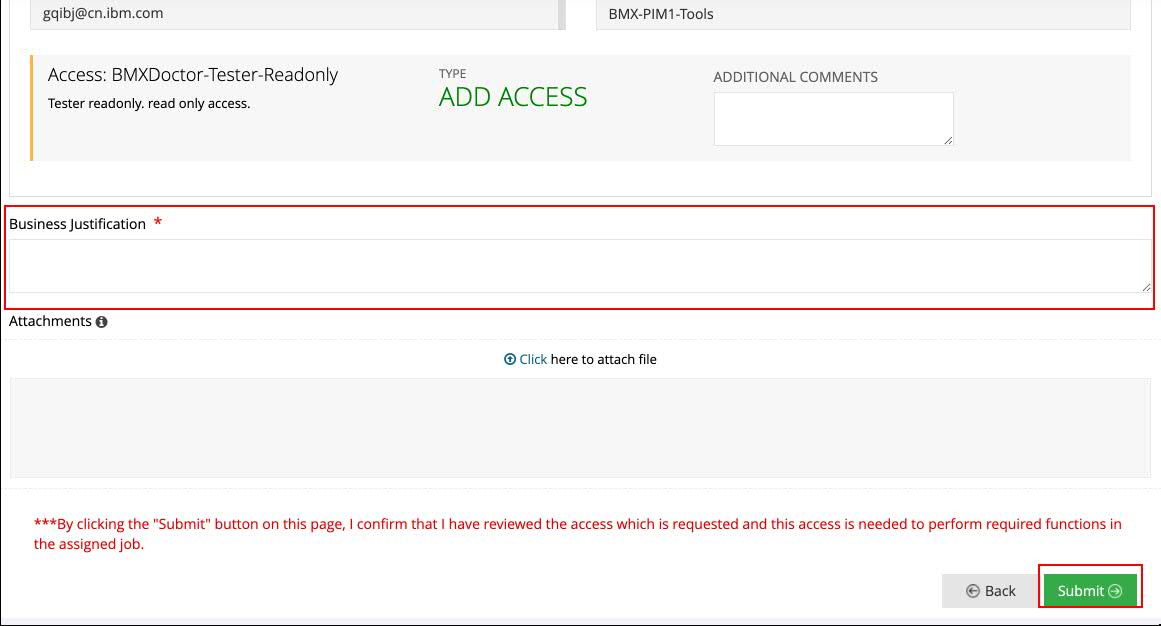 gqibj@cn.ibm.com
BMX-PIM1-Tools
Access: BMXDoctor-Tester-Readonly
Tester readonly. read only access.
TYPE
ADD ACCESS
ADDITIONAL COMMENTS
Business Justification *
Attachments
Click here to attach file
***By clicking the "Submit" button on this page, I confirm that I have reviewed the access which is requested and this access is needed to perform required functions in
the assigned job.
Back
Submit